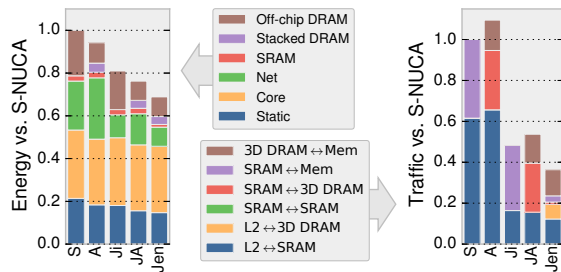 Energy vs. S-NUCA
1.0
0.8
0.6
0.4
0.2
0.0
S
A
Ji
JA
Jen
Off-chip DRAM
Stacked DRAM
SRAM
Net
Core
Static
3D DRAM↔Mem
SRAM↔Mem
SRAM↔3D DRAM
SRAM↔SRAM
L2↔3D DRAM
L2↔SRAM
Traffic vs. S-NUCA
1.0
0.8
0.6
0.4
0.2
0.0
S
A
Ji
JA
Jen